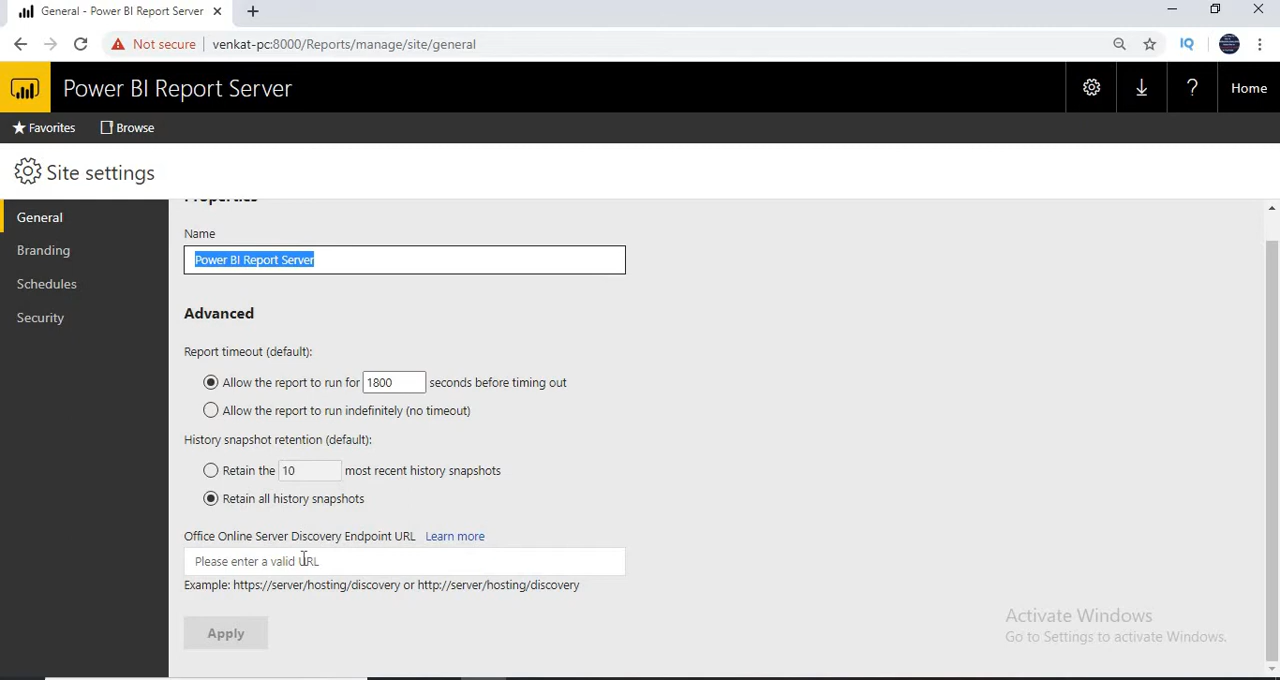 General - Power BI Report Server
Not secure
venkat-pc:8000/Reports/manage/site/general
IQ
Power BI Report Server
?
Home
Favorites
Browse
Site settings
General
Branding
Schedules
Security
Properties
Name
Power BI Report Server
Advanced
Report timeout (default):
Allow the report to run for 1800 seconds before timing out
Allow the report to run indefinitely (no timeout)
History snapshot retention (default):
Retain the 10 most recent history snapshots
Retain all history snapshots
Office Online Server Discovery Endpoint URL Learn more
Please enter a valid URL
Example: https://server/hosting/discovery or http://server/hosting/discovery
Apply
Activate Windows
Go to Settings to activate Windows.